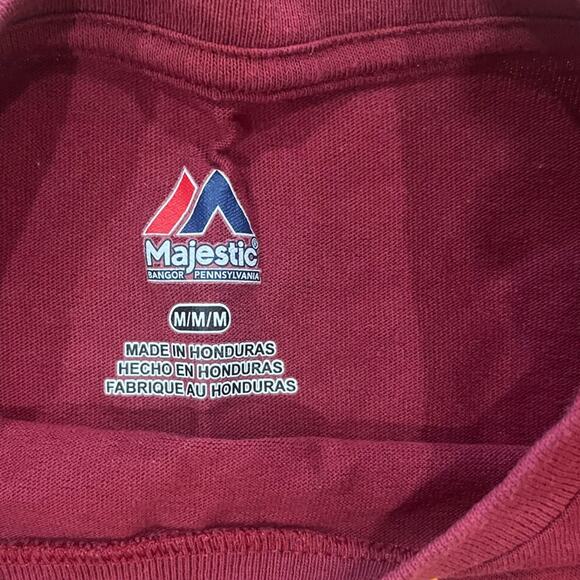 Majestic®
BANGOR PENNSYLVANIA
M/M/M
MADE IN HONDURAS
HECHO EN HONDURAS
FABRIQUE AU HONDURAS